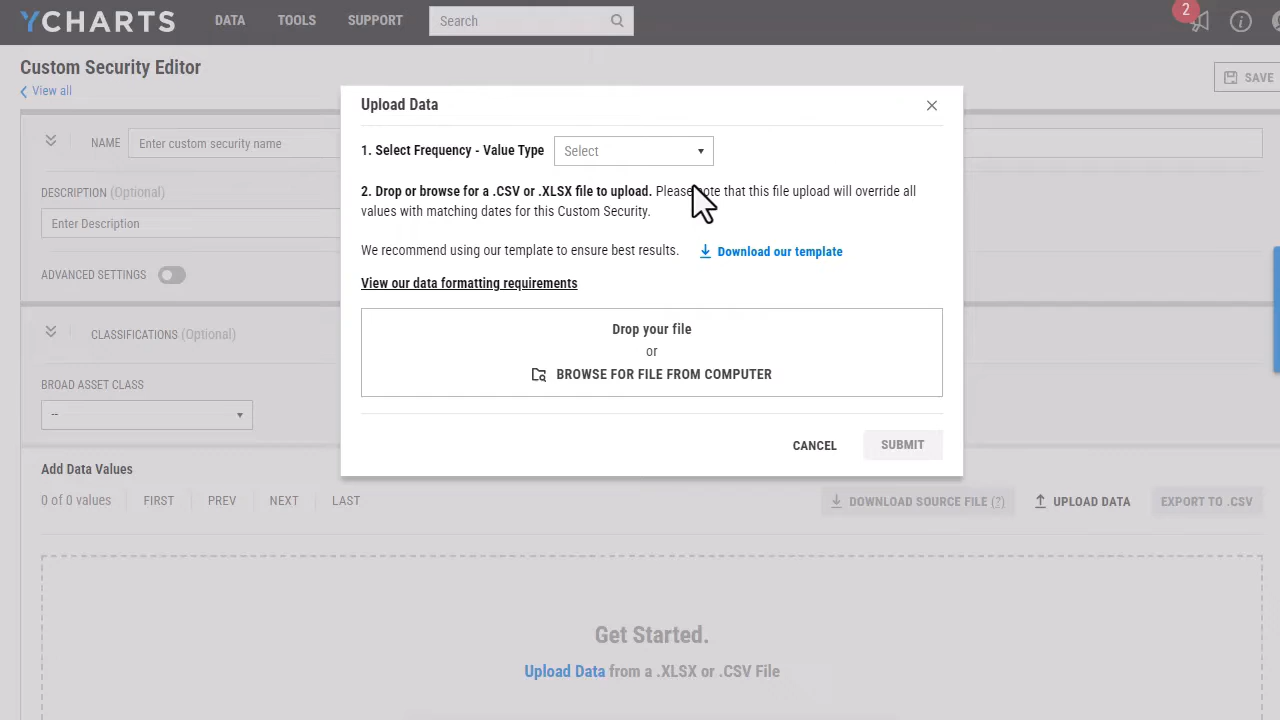 YCHARTS
DATA
TOOLS
SUPPORT
Search
2
Custom Security Editor
View all
SAVE
Upload Data
NAME
Enter custom security name
1. Select Frequency - Value Type
Select
DESCRIPTION (Optional)
Enter Description
2. Drop or browse for a .CSV or .XLSX file to upload. Please note that this file upload will override all
values with matching dates for this Custom Security.
We recommend using our template to ensure best results.
Download our template
ADVANCED SETTINGS
View our data formatting requirements
CLASSIFICATIONS (Optional)
Drop your file
or
BROWSE FOR FILE FROM COMPUTER
BROAD ASSET CLASS
--
CANCEL
SUBMIT
Add Data Values
0 of 0 values
FIRST
PREV
NEXT
LAST
DOWNLOAD SOURCE FILE (?)
UPLOAD DATA
EXPORT TO .CSV
Get Started.
Upload Data from a .XLSX or .CSV File